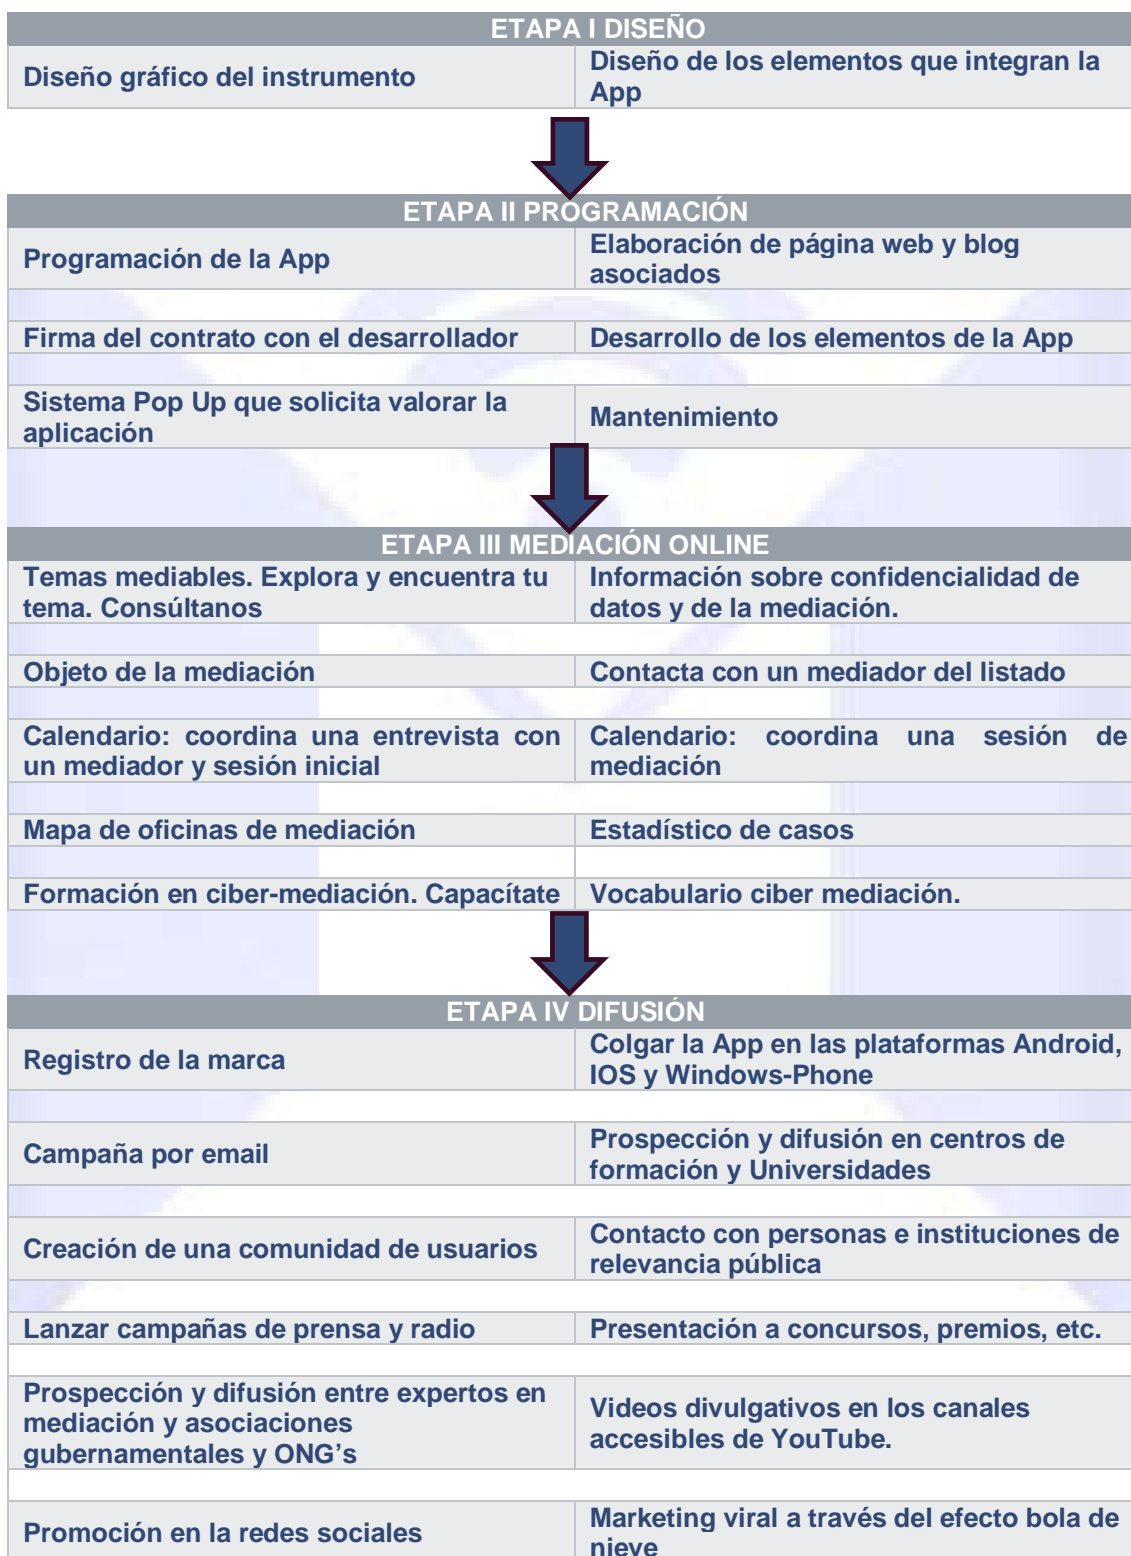 ETAPA I DISEÑO
Diseño gráfico del instrumento
Diseño de los elementos que integran la
App
ETAPA II PROGRAMACIÓN
Programación de la App
Elaboración de página web y blog
asociados
Firma del contrato con el desarrollador
Desarrollo de los elementos de la App
Sistema Pop Up que solicita valorar la
aplicación
Mantenimiento
ETAPA III MEDIACIÓN ONLINE
Temas mediables. Explora y encuentra tu
tema. Consúltanos
Información sobre confidencialidad de
datos y de la mediación.
Objeto de la mediación
Contacta con un mediador del listado
Calendario: coordina una entrevista con
un mediador y sesión inicial
Calendario: coordina una sesión de
mediación
Mapa de oficinas de mediación
Estadístico de casos
Formación en ciber-mediación. Capacítate
Vocabulario ciber mediación.
ETAPA IV DIFUSIÓN
Registro de la marca
Colgar la App en las plataformas Android,
IOS y Windows-Phone
Campaña por email
Prospección y difusión en centros de
formación y Universidades
Creación de una comunidad de usuarios
Contacto con personas e instituciones de
relevancia pública
Lanzar campañas de prensa y radio
Presentación a concursos, premios, etc.
Prospección y difusión entre expertos en
mediación y asociaciones
gubernamentales y ONG’s
Videos divulgativos en los canales
accesibles de YouTube.
Promoción en la redes sociales
Marketing viral a través del efecto bola de
nieve